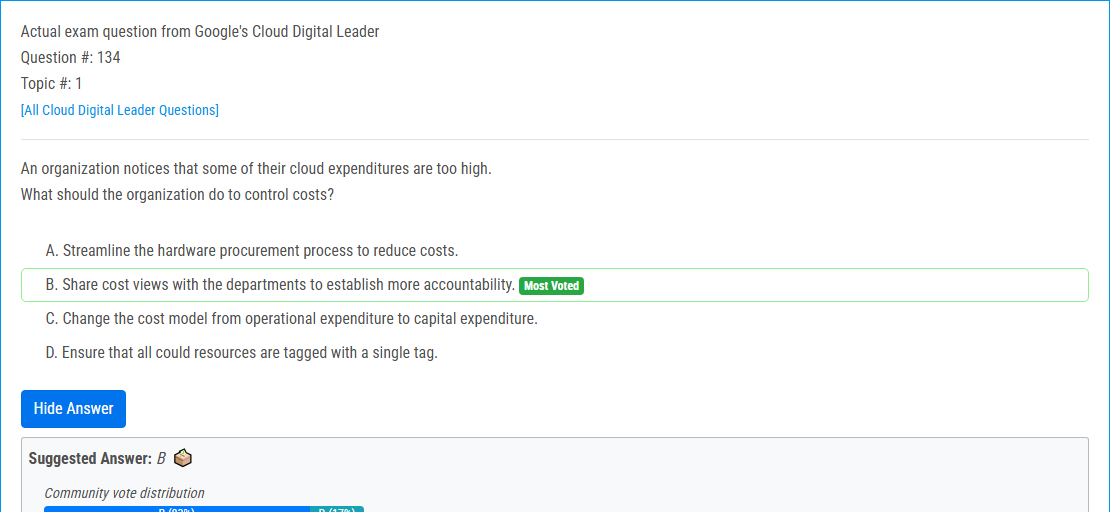 Actual exam question from Google's Cloud Digital Leader
Question #: 134
Topic #: 1
[All Cloud Digital Leader Questions]
An organization notices that some of their cloud expenditures are too high.
What should the organization do to control costs?
A. Streamline the hardware procurement process to reduce costs.
B. Share cost views with the departments to establish more accountability. Most Voted
C. Change the cost model from operational expenditure to capital expenditure.
D. Ensure that all could resources are tagged with a single tag.
Hide Answer
Suggested Answer: B
Community vote distribution